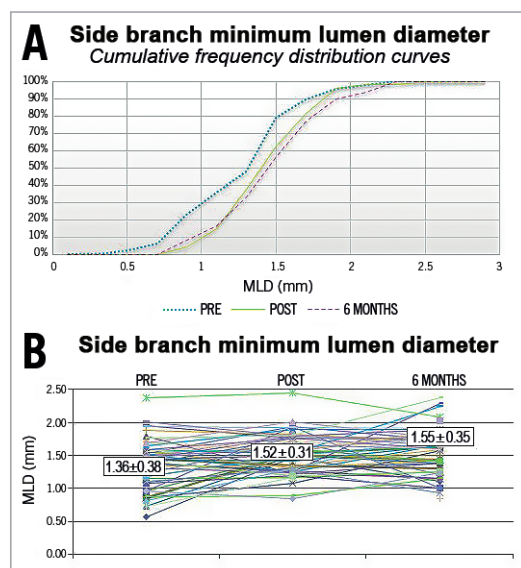 A
Side branch minimum lumen diameter
Cumulative frequency distribution curves
100%
90%
80%
70%
60%
50%
40%
30%
20%
10%
0%
0 0.5 1 1.5 2 2.5 3
MLD (mm)
PRE POST 6 MONTHS
B
Side branch minimum lumen diameter
PRE POST 6 MONTHS
2.50
2.00
1.50
1.00
0.50
0.00
MLD (mm)
1.36±0.38
1.52±0.31
1.55±0.35